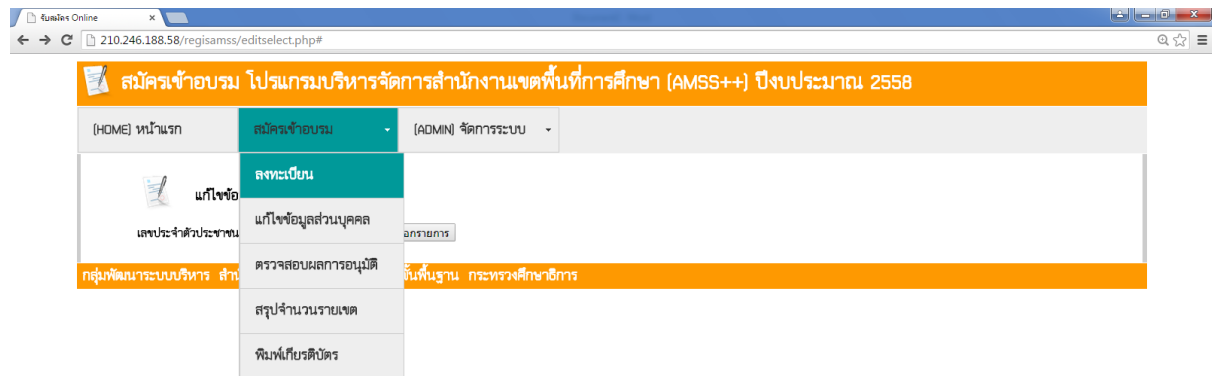 รับสมัคร Online
210.246.188.58/regisamss/editselect.php#
สมัครเข้าอบรม โปรแกรมบริหารจัดการสำนักงานเขตพื้นที่การศึกษา (AMSS++) ปีงบประมาณ 2558
(HOME) หน้าแรก สมัครเข้าอบรม (ADMIN) จัดการระบบ
ลงทะเบียน
แก้ไขข้อ
แก้ไขข้อมูลส่วนบุคคล
เลขประจำตัวประชาชน
อกรายการ
ตรวจสอบผลการอนุมัติ
กลุ่มพัฒนาระบบบริหาร สำนั ขั้นพื้นฐาน กระทรวงศึกษาธิการ
สรุปจำนวนรายเขต
พิมพ์เกียรติบัตร